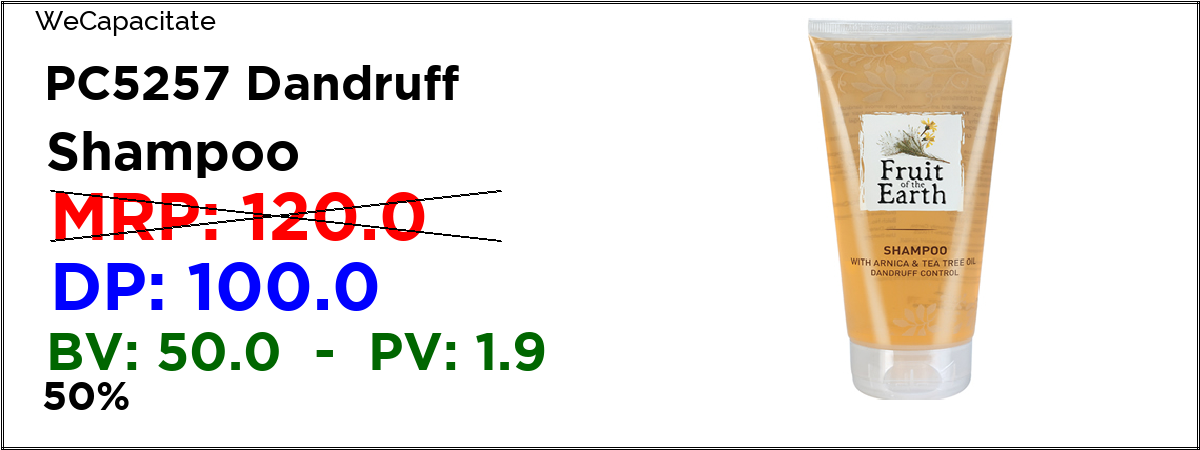 WeCapacitate
PC5257 Dandruff
Shampoo
MRP: 120.0
DP: 100.0
BV: 50.0 - PV: 1.9
50%
Fruit
of the
Earth
SHAMPOO
WITH ARNICA & TEA TREE OIL
DANDRUFF CONTROL